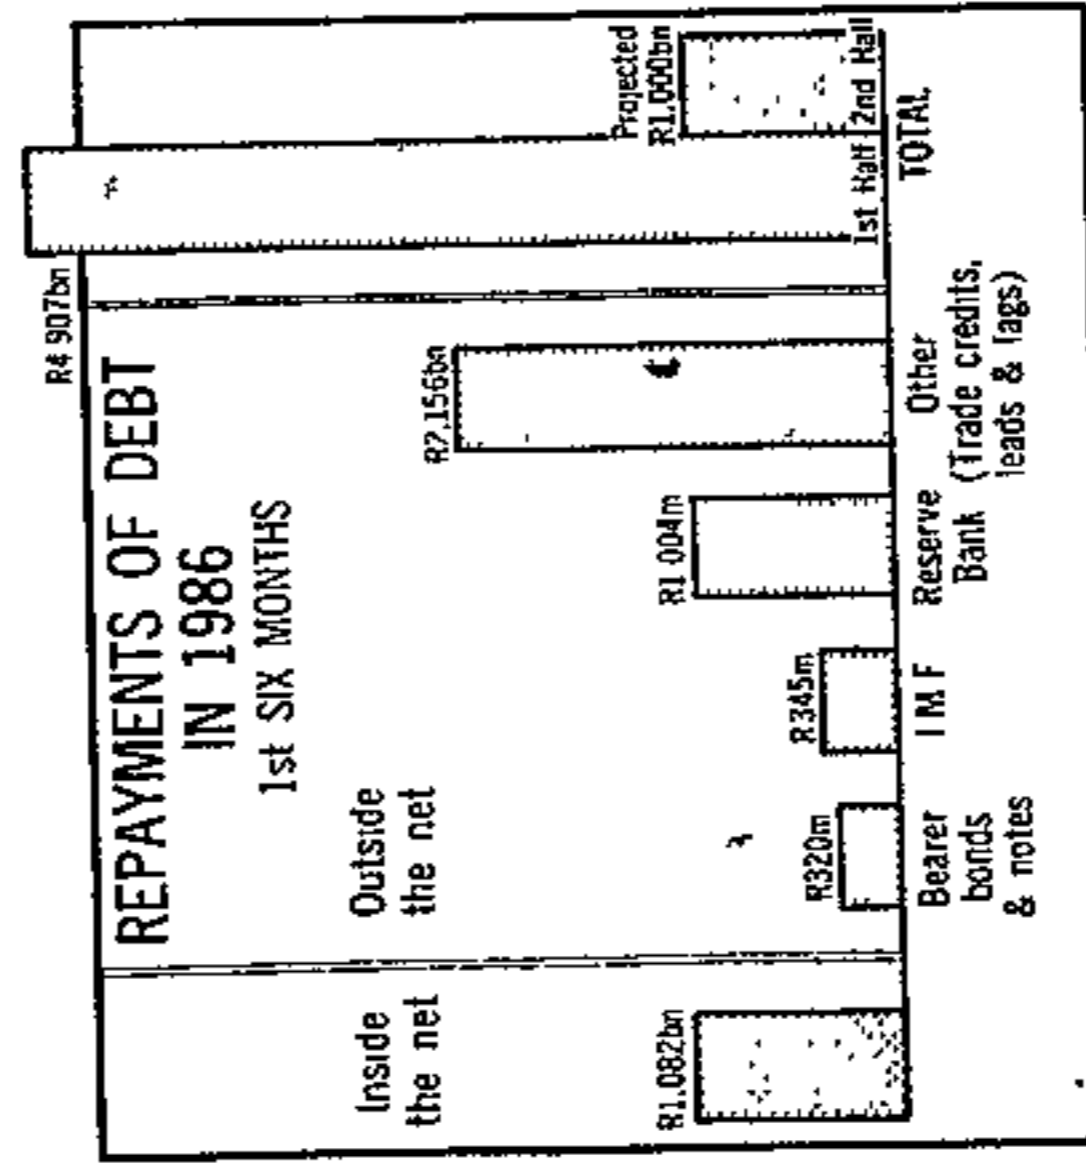 REPAYMENTS OF DEBT
IN 1986
1st SIX MONTHS
Inside
the net
Outside
the net
R1.082bn
R320m
R345m
R1 004m
R2.156bn
R4 907bn
Projected
R1.000bn
1st Half
2nd Half
Bearer
bonds
& notes
I M F
Reserve
Bank
Other
(Trade credits,
leads & lags)
TOTAL